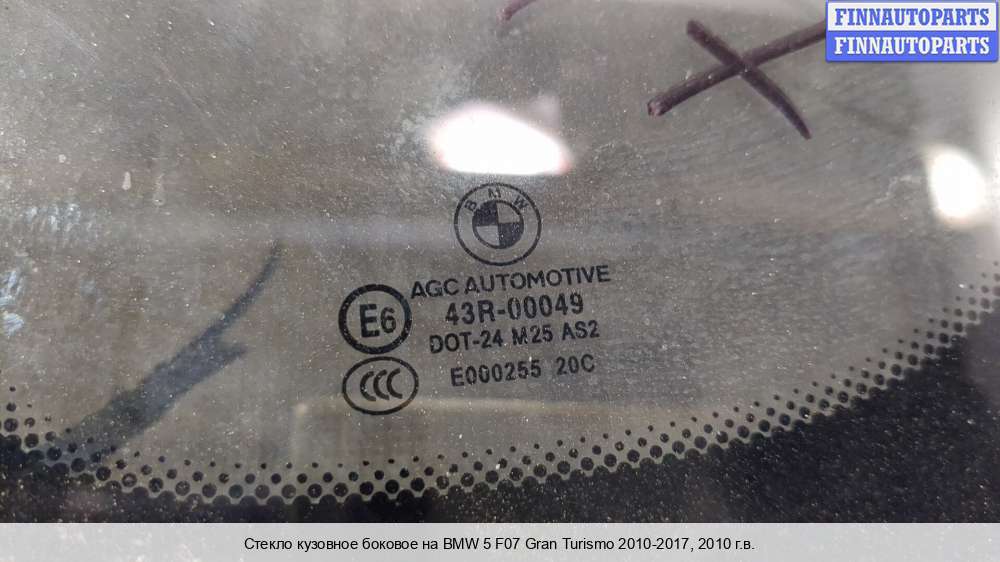 FINNAUTOPARTS
FINNAUTOPARTS
BMW
AGC AUTOMOTIVE
E6 43R-00049
DOT-24 M25 AS2
CCC E000255 20C
Стекло кузовное боковое на BMW 5 F07 Gran Turismo 2010-2017, 2010 г.в.